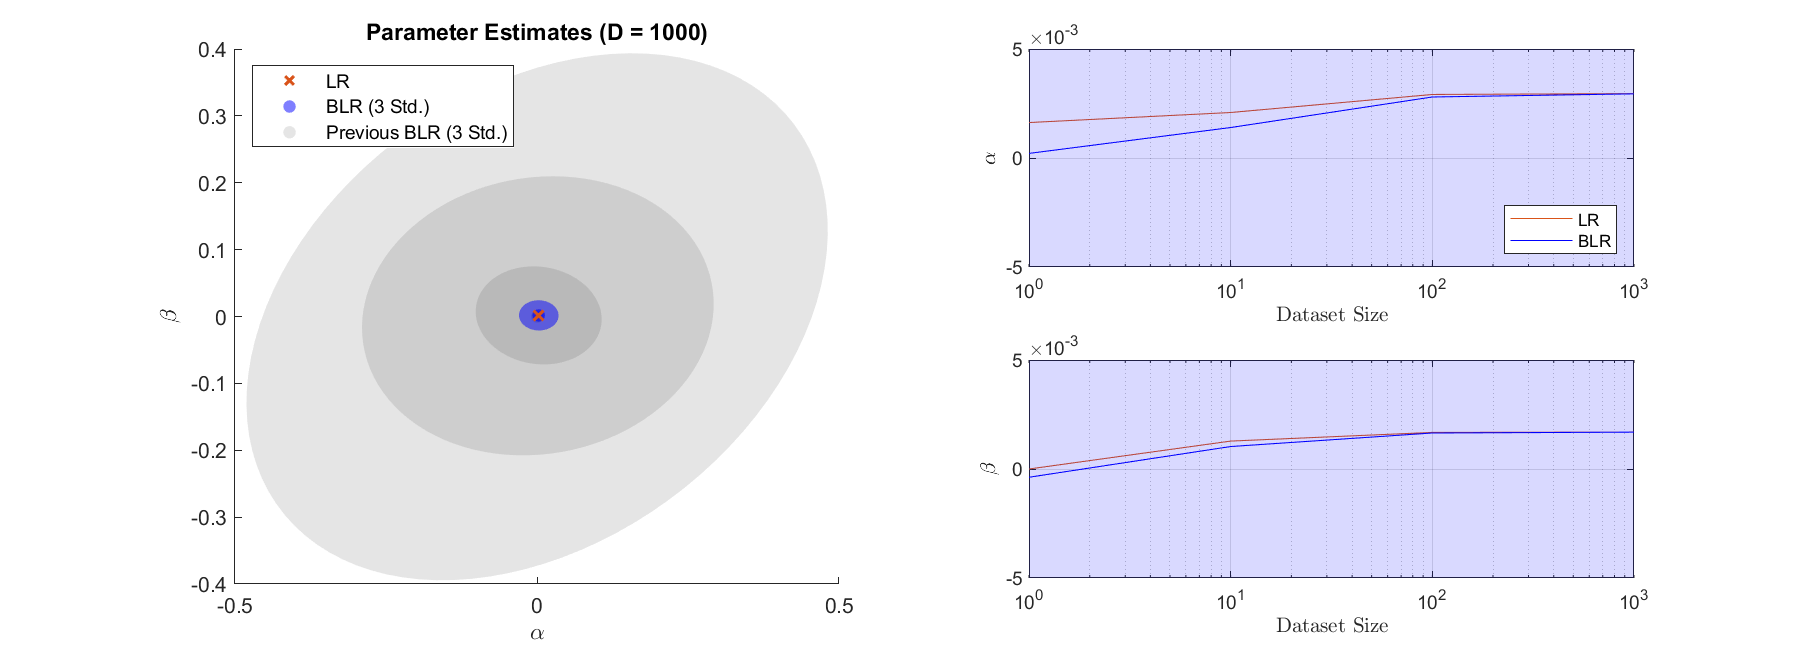 Parameter Estimates (D = 1000)
LR
BLR (3 Std.)
Previous BLR (3 Std.)
0.4
0.3
0.2
0.1
0
-0.1
-0.2
-0.3
-0.4
β
-0.5
0
0.5
α
×10⁻³
5
0
-5
α
LR
BLR
10⁰
10¹
10²
10³
Dataset Size
×10⁻³
5
0
-5
β
10⁰
10¹
10²
10³
Dataset Size